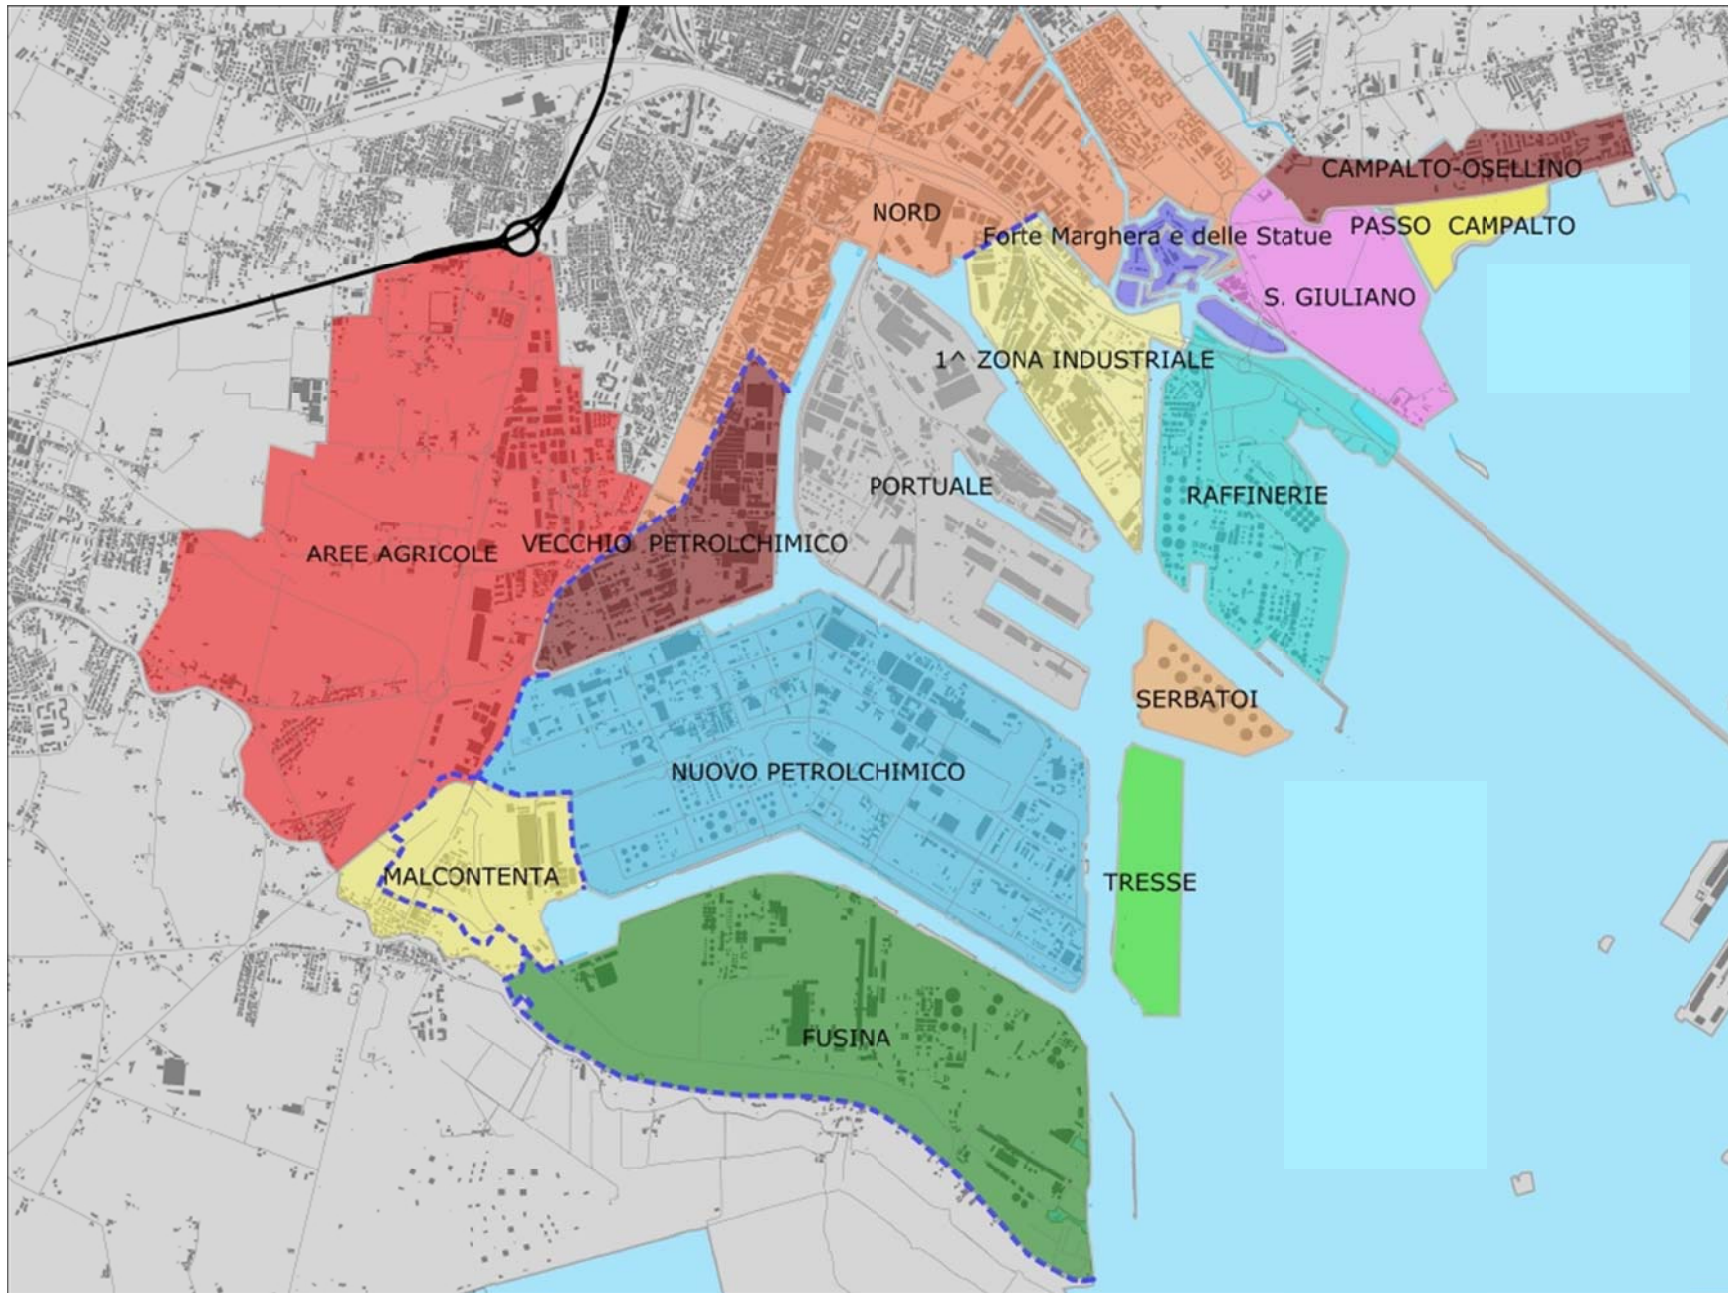 CAMPALTO-OSELLINO
NORD
PASSO CAMPALTO
Forte Marghera e delle Statue
S. GIULIANO
1^ ZONA INDUSTRIALE
PORTUALE
RAFFINERIE
AREE AGRICOLE
VECCHIO PETROLCHIMICO
SERBATOI
NUOVO PETROLCHIMICO
MALCONTENTA
TRESSE
FUSINA